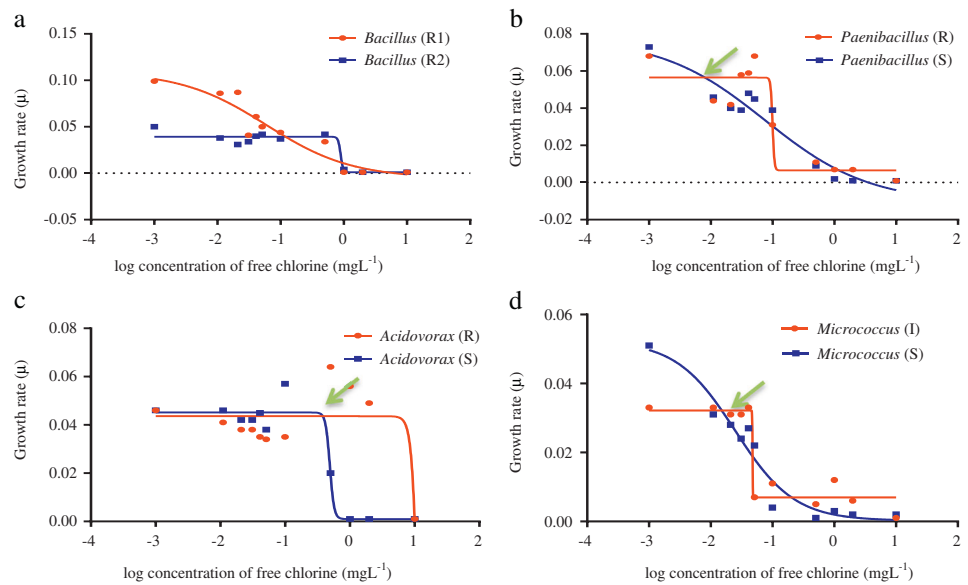 a
0.15
0.10
0.05
0.00
-0.05
Growth rate (μ)
Bacillus (R1)
Bacillus (R2)
-4 -3 -2 -1 0 1 2
log concentration of free chlorine (mgL⁻¹)
b
0.08
0.06
0.04
0.02
0.00
-0.02
Growth rate (μ)
Paenibacillus (R)
Paenibacillus (S)
-4 -3 -2 -1 0 1 2
log concentration of free chlorine (mgL⁻¹)
c
0.08
0.06
0.04
0.02
0.00
Growth rate (μ)
Acidovorax (R)
Acidovorax (S)
-4 -3 -2 -1 0 1 2
log concentration of free chlorine (mgL⁻¹)
d
0.06
0.04
0.02
0.00
Growth rate (μ)
Micrococcus (I)
Micrococcus (S)
-4 -3 -2 -1 0 1 2
log concentration of free chlorine (mgL⁻¹)